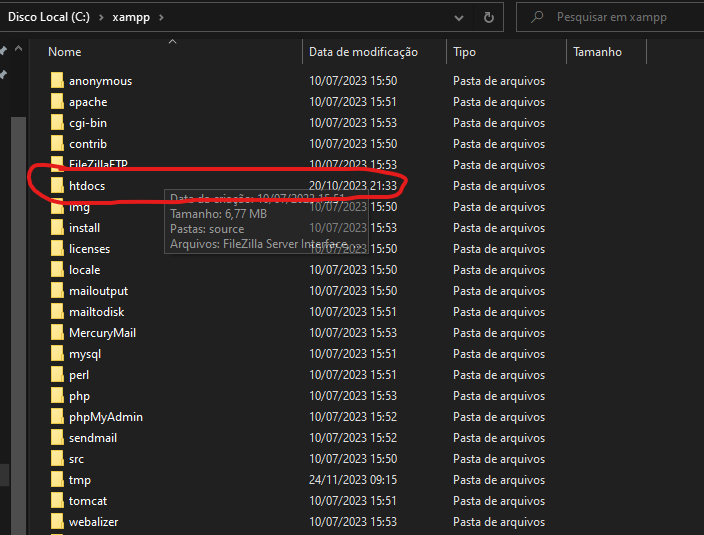 Disco Local (C:) > xampp >
Pesquisar em xampp
Nome Data de modificação Tipo Tamanho
anonymous 10/07/2023 15:50 Pasta de arquivos
apache 10/07/2023 15:51 Pasta de arquivos
cgi-bin 10/07/2023 15:53 Pasta de arquivos
contrib 10/07/2023 15:50 Pasta de arquivos
FileZillaFTP 10/07/2023 15:53 Pasta de arquivos
htdocs 20/10/2023 21:33 Pasta de arquivos
Data de criação: 10/07/2023 15:51
Tamanho: 6,77 MB
Pastas: source
Arquivos: FileZilla Server Interface, ...
img 10/07/2023 15:50 Pasta de arquivos
install 10/07/2023 15:53 Pasta de arquivos
licenses 10/07/2023 15:50 Pasta de arquivos
locale 10/07/2023 15:50 Pasta de arquivos
mailoutput 10/07/2023 15:50 Pasta de arquivos
mailtodisk 10/07/2023 15:51 Pasta de arquivos
MercuryMail 10/07/2023 15:53 Pasta de arquivos
mysql 10/07/2023 15:51 Pasta de arquivos
perl 10/07/2023 15:51 Pasta de arquivos
php 10/07/2023 15:53 Pasta de arquivos
phpMyAdmin 10/07/2023 15:52 Pasta de arquivos
sendmail 10/07/2023 15:52 Pasta de arquivos
src 10/07/2023 15:50 Pasta de arquivos
tmp 24/11/2023 09:15 Pasta de arquivos
tomcat 10/07/2023 15:51 Pasta de arquivos
webalizer 10/07/2023 15:53 Pasta de arquivos